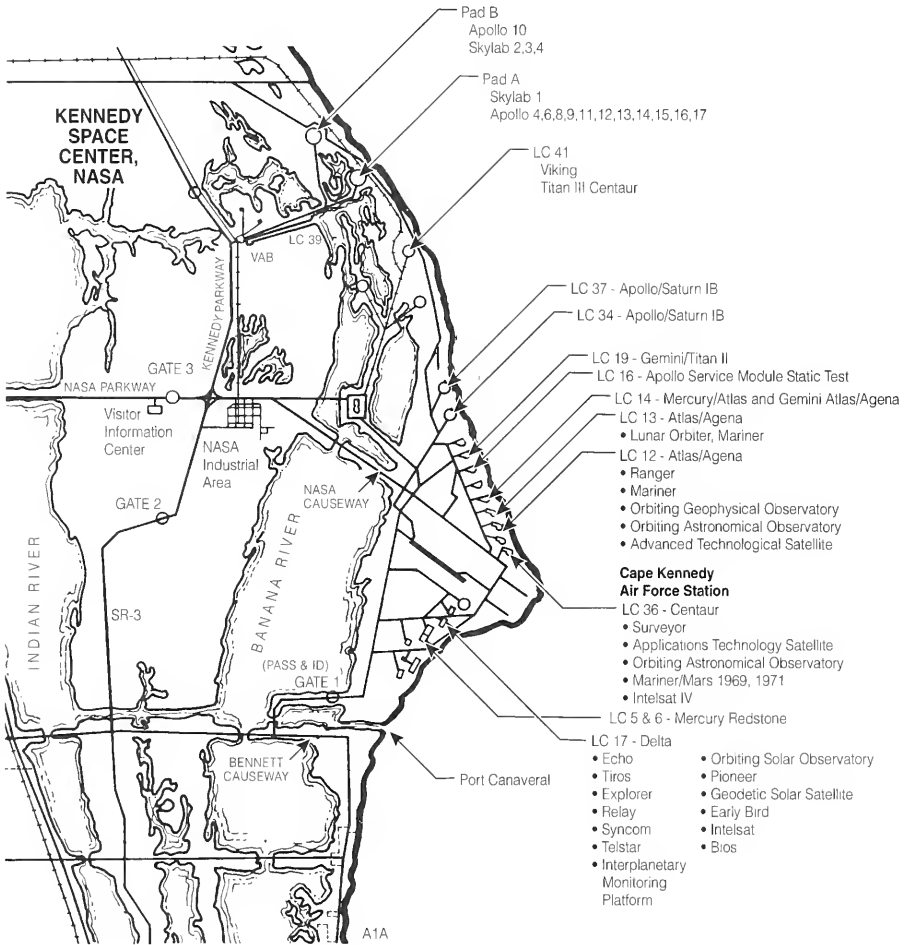 Pad B
Apollo 10
Skylab 2,3,4
Pad A
Skylab 1
Apollo 4,6,8,9,11,12,13,14,15,16,17
KENNEDY
SPACE
CENTER,
NASA
LC 41
Viking
Titan III Centaur
LC 39
VAB
KENNEDY PARKWAY
LC 37 - Apollo/Saturn IB
LC 34 - Apollo/Saturn IB
LC 19 - Gemini/Titan II
LC 16 - Apollo Service Module Static Test
LC 14 - Mercury/Atlas and Gemini Atlas/Agena
LC 13 - Atlas/Agena
• Lunar Orbiter, Mariner
LC 12 - Atlas/Agena
• Ranger
• Mariner
• Orbiting Geophysical Observatory
• Orbiting Astronomical Observatory
• Advanced Technological Satellite
GATE 3
NASA PARKWAY
Visitor
Information
Center
NASA
Industrial
Area
NASA
CAUSEWAY
GATE 2
INDIAN RIVER
BANANA RIVER
SR-3
Cape Kennedy
Air Force Station
LC 36 - Centaur
• Surveyor
• Applications Technology Satellite
• Orbiting Astronomical Observatory
• Mariner/Mars 1969, 1971
• Intelsat IV
(PASS & ID)
GATE 1
LC 5 & 6 - Mercury Redstone
BENNETT
CAUSEWAY
Port Canaveral
LC 17 - Delta
• Echo
• Tiros
• Explorer
• Relay
• Syncom
• Telstar
• Interplanetary
Monitoring
Platform
• Orbiting Solar Observatory
• Pioneer
• Geodetic Solar Satellite
• Early Bird
• Intelsat
• Bios
A1A